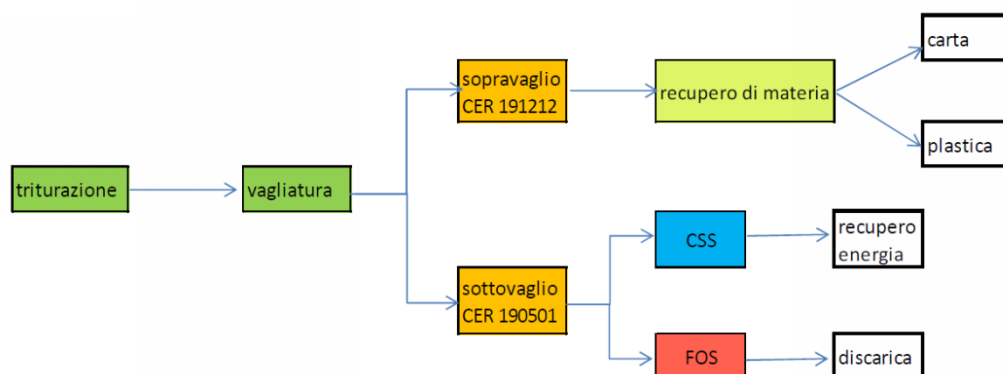 carta
sopravaglio
CER 191212
recupero di materia
plastica
triturazione
vagliatura
CSS
recupero
energia
sottovaglio
CER 190501
FOS
discarica